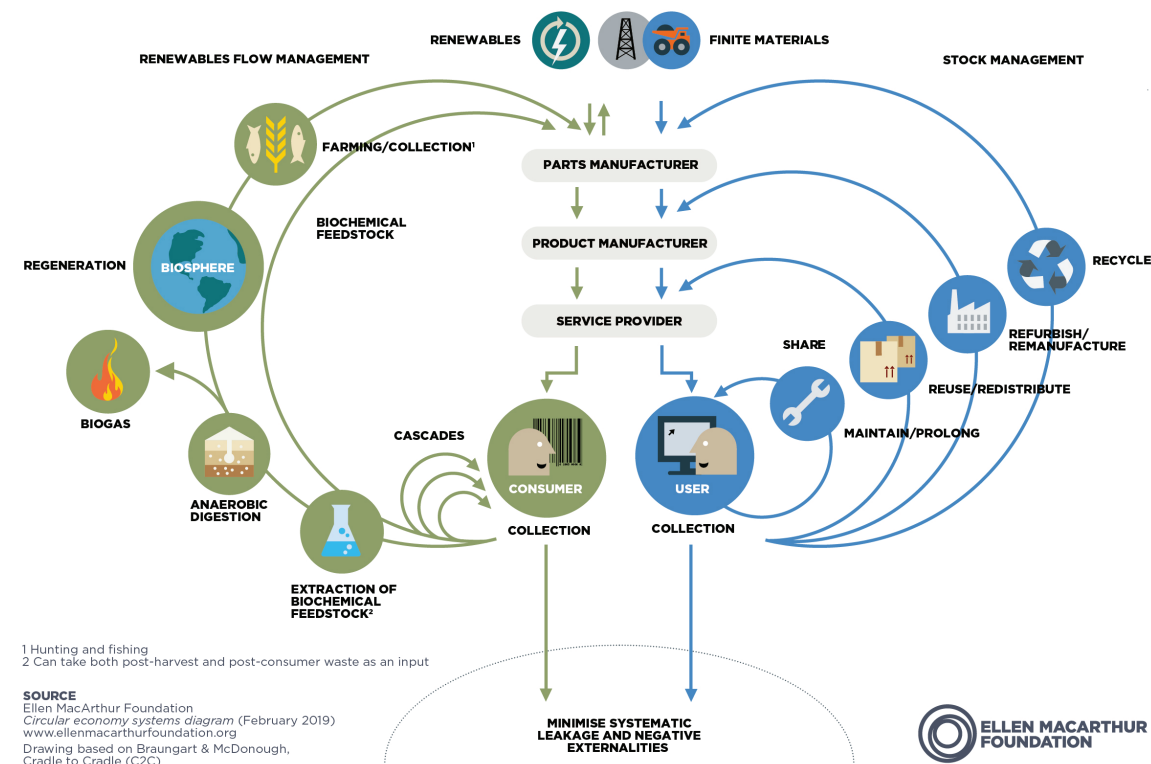 RENEWABLES
FINITE MATERIALS
RENEWABLES FLOW MANAGEMENT
STOCK MANAGEMENT
FARMING/COLLECTION¹
PARTS MANUFACTURER
BIOCHEMICAL
FEEDSTOCK
PRODUCT MANUFACTURER
REGENERATION
BIOSPHERE
RECYCLE
SERVICE PROVIDER
SHARE
REFURBISH/
REMANUFACTURE
REUSE/REDISTRIBUTE
BIOGAS
CASCADES
MAINTAIN/PROLONG
CONSUMER
USER
ANAEROBIC
DIGESTION
COLLECTION
COLLECTION
EXTRACTION OF
BIOCHEMICAL
FEEDSTOCK²
1 Hunting and fishing
2 Can take both post-harvest and post-consumer waste as an input
SOURCE
Ellen MacArthur Foundation
Circular economy systems diagram (February 2019)
www.ellenmacarthurfoundation.org
Drawing based on Braungart & McDonough,
Cradle to Cradle (C2C)
MINIMISE SYSTEMATIC
LEAKAGE AND NEGATIVE
EXTERNALITIES
ELLEN MACARTHUR
FOUNDATION